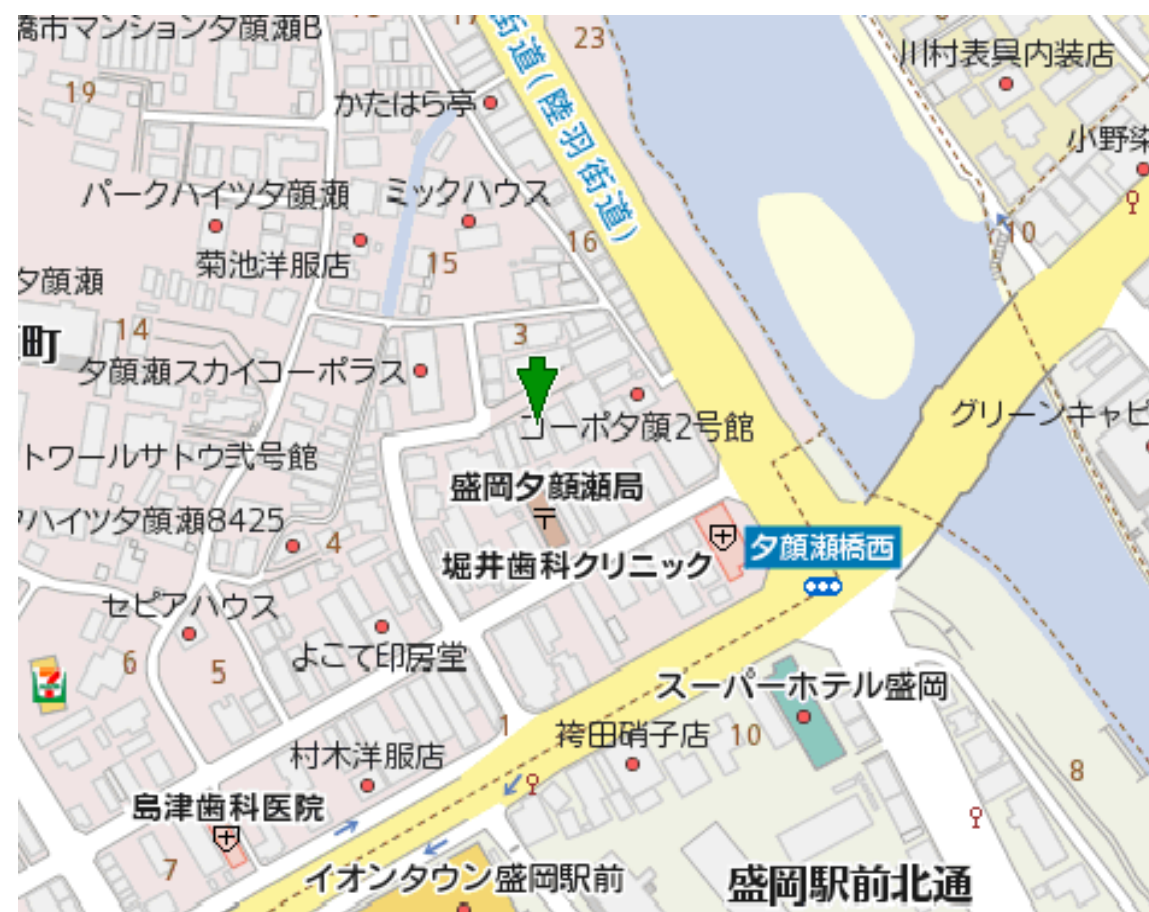 橋市マンション夕顔瀬B
街道(陸羽街道)
23
川村表具内装店
19
かたはら亭
小野染
パークハイツ夕顔瀬
ミックハウス
10
16
菊池洋服店
15
夕顔瀬
14
3
町
夕顔瀬スカイコーポラス
コーポ夕顔2号館
グリーンキャピ
トワールサトウ弐号館
盛岡夕顔瀬局
〒
ハイツ夕顔瀬8425
4
堀井歯科クリニック
夕顔瀬橋西
セピアハウス
よこて印房堂
6
5
7
スーパーホテル盛岡
1
袴田硝子店
10
村木洋服店
8
島津歯科医院
7
イオンタウン盛岡駅前
盛岡駅前北通